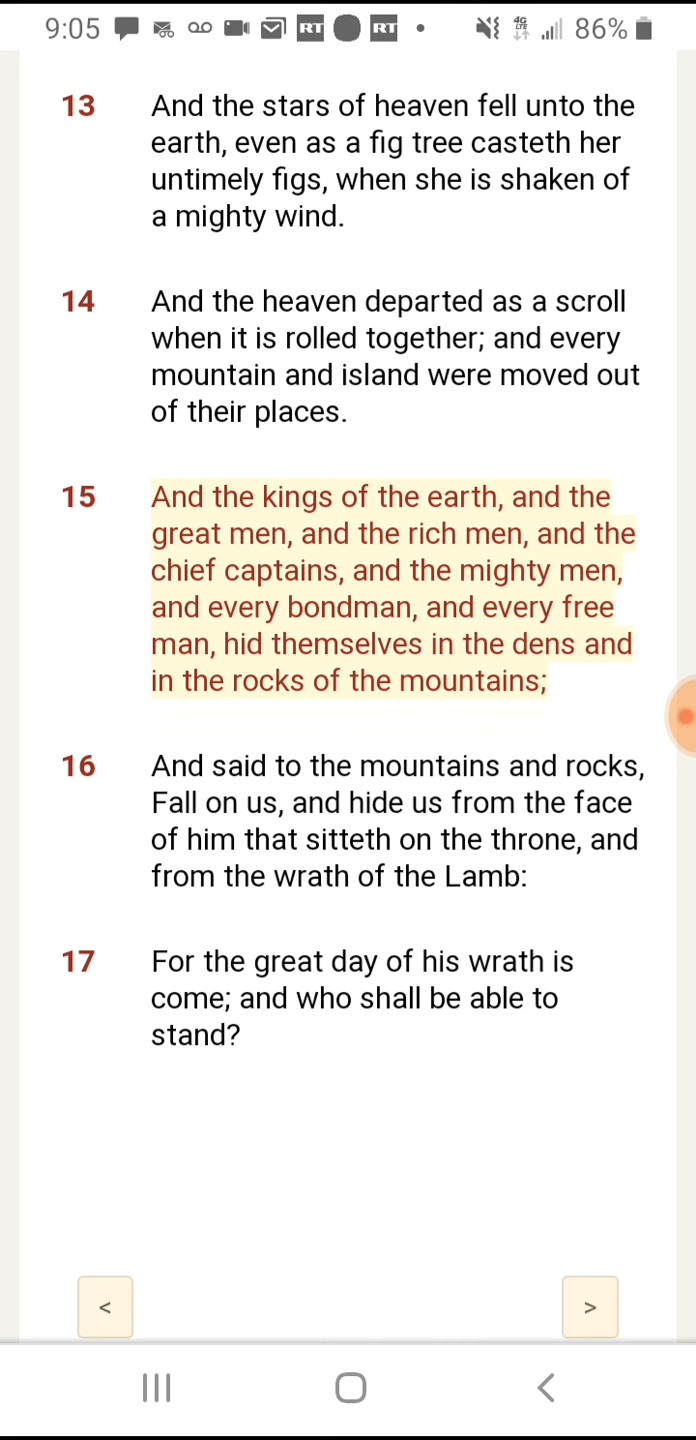 9:05 RT RT 4G LTE 86%
13 And the stars of heaven fell unto the
earth, even as a fig tree casteth her
untimely figs, when she is shaken of
a mighty wind.
14 And the heaven departed as a scroll
when it is rolled together; and every
mountain and island were moved out
of their places.
15 And the kings of the earth, and the
great men, and the rich men, and the
chief captains, and the mighty men,
and every bondman, and every free
man, hid themselves in the dens and
in the rocks of the mountains;
16 And said to the mountains and rocks,
Fall on us, and hide us from the face
of him that sitteth on the throne, and
from the wrath of the Lamb:
17 For the great day of his wrath is
come; and who shall be able to
stand?
< >